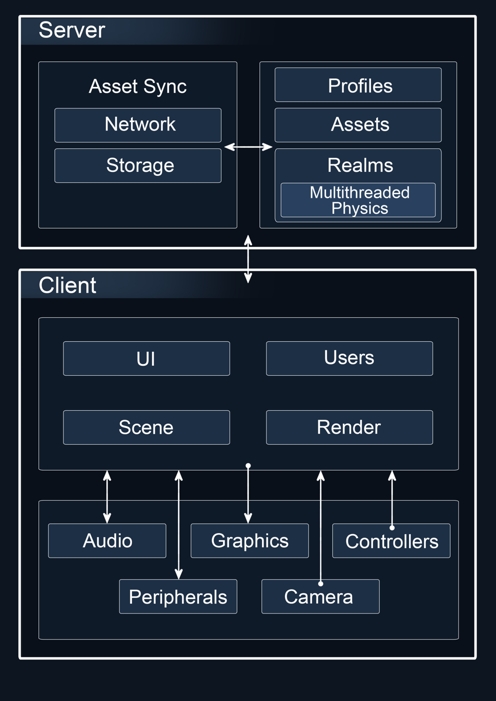 Server
Asset Sync
Network
Storage
Profiles
Assets
Realms
Multithreaded
Physics
Client
UI
Users
Scene
Render
Audio
Graphics
Controllers
Peripherals
Camera